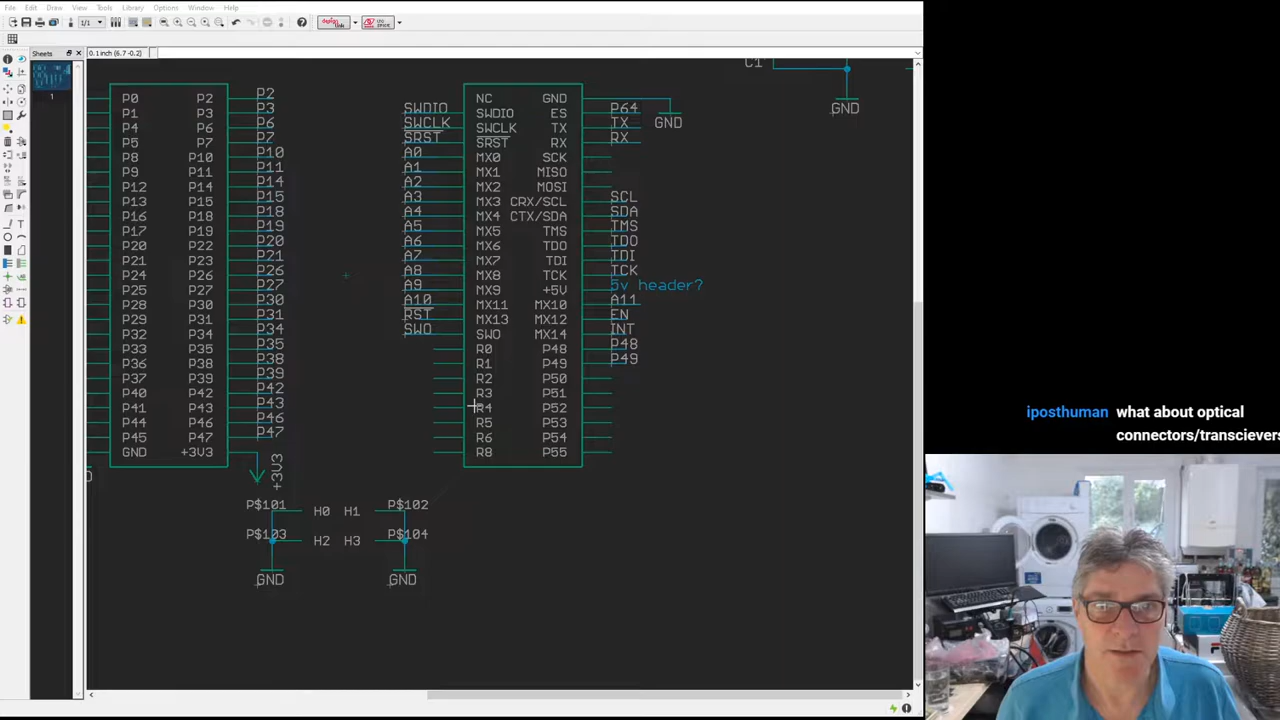 File Edit Draw View Tools Library Options Window Help
1/1
design link
Sheets
0.1 inch (6.7 -0.2)
1
P0 P2 P2
P1 P3 P3
P4 P6 P6
P5 P7 P7
P8 P10 P10
P9 P11 P11
P12 P14 P14
P13 P15 P15
P16 P18 P18
P17 P19 P19
P20 P22 P20
P21 P23 P21
P24 P26 P26
P25 P27 P27
P28 P30 P30
P29 P31 P31
P32 P34 P34
P33 P35 P35
P36 P38 P38
P37 P39 P39
P40 P42 P42
P41 P43 P43
P44 P46 P46
P45 P47 P47
GND +3V3
+3V3
P$101 H0 H1 P$102
P$103 H2 H3 P$104
GND GND
NC GND
SWDIO SWDIO ES P64
SWCLK SWCLK TX TX
SRST SRST RX RX
A0 MX0 SCK
A1 MX1 MISO
A2 MX2 MOSI
A3 MX3 CRX/SCL SCL
A4 MX4 CTX/SDA SDA
A5 MX5 TMS TMS
A6 MX6 TDO TDO
A7 MX7 TDI TDI
A8 MX8 TCK TCK
A9 MX9 +5V 5v header?
A10 MX11 MX10 A11
RST MX13 MX12 EN
SWO SWO MX14 INT
R0 P48 P48
R1 P49 P49
R2 P50
R3 P51
R4 P52
R5 P53
R6 P54
R8 P55
GND
C1
GND
iposthuman what about optical
connectors/transcievers